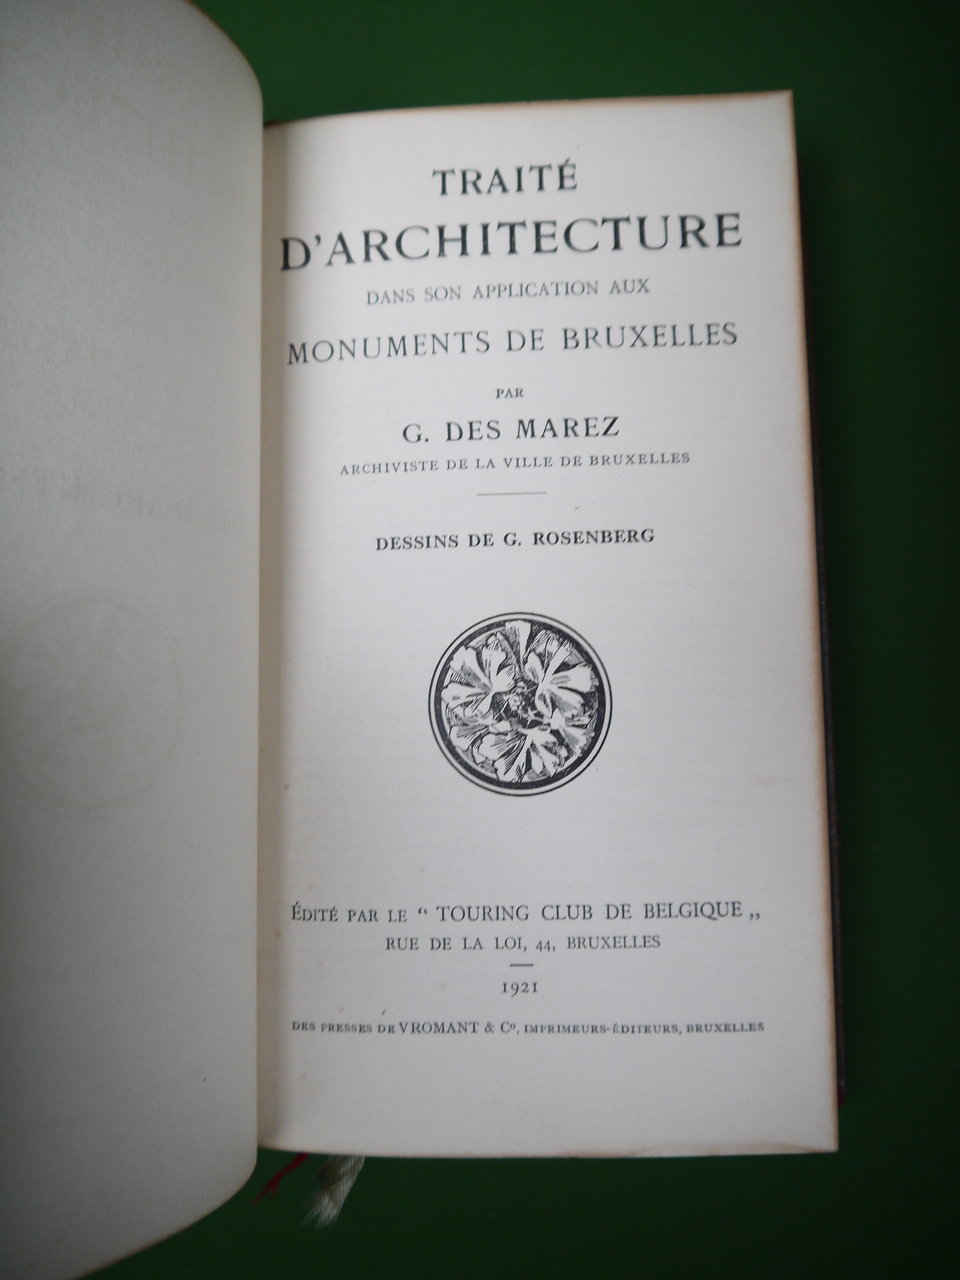 TRAITÉ
D'ARCHITECTURE
DANS SON APPLICATION AUX
MONUMENTS DE BRUXELLES
PAR
G. DES MAREZ
ARCHIVISTE DE LA VILLE DE BRUXELLES
DESSINS DE G. ROSENBERG
ÉDITÉ PAR LE “ TOURING CLUB DE BELGIQUE „
RUE DE LA LOI, 44, BRUXELLES
1921
DES PRESSES DE VROMANT & Cº, IMPRIMEURS-ÉDITEURS, BRUXELLES